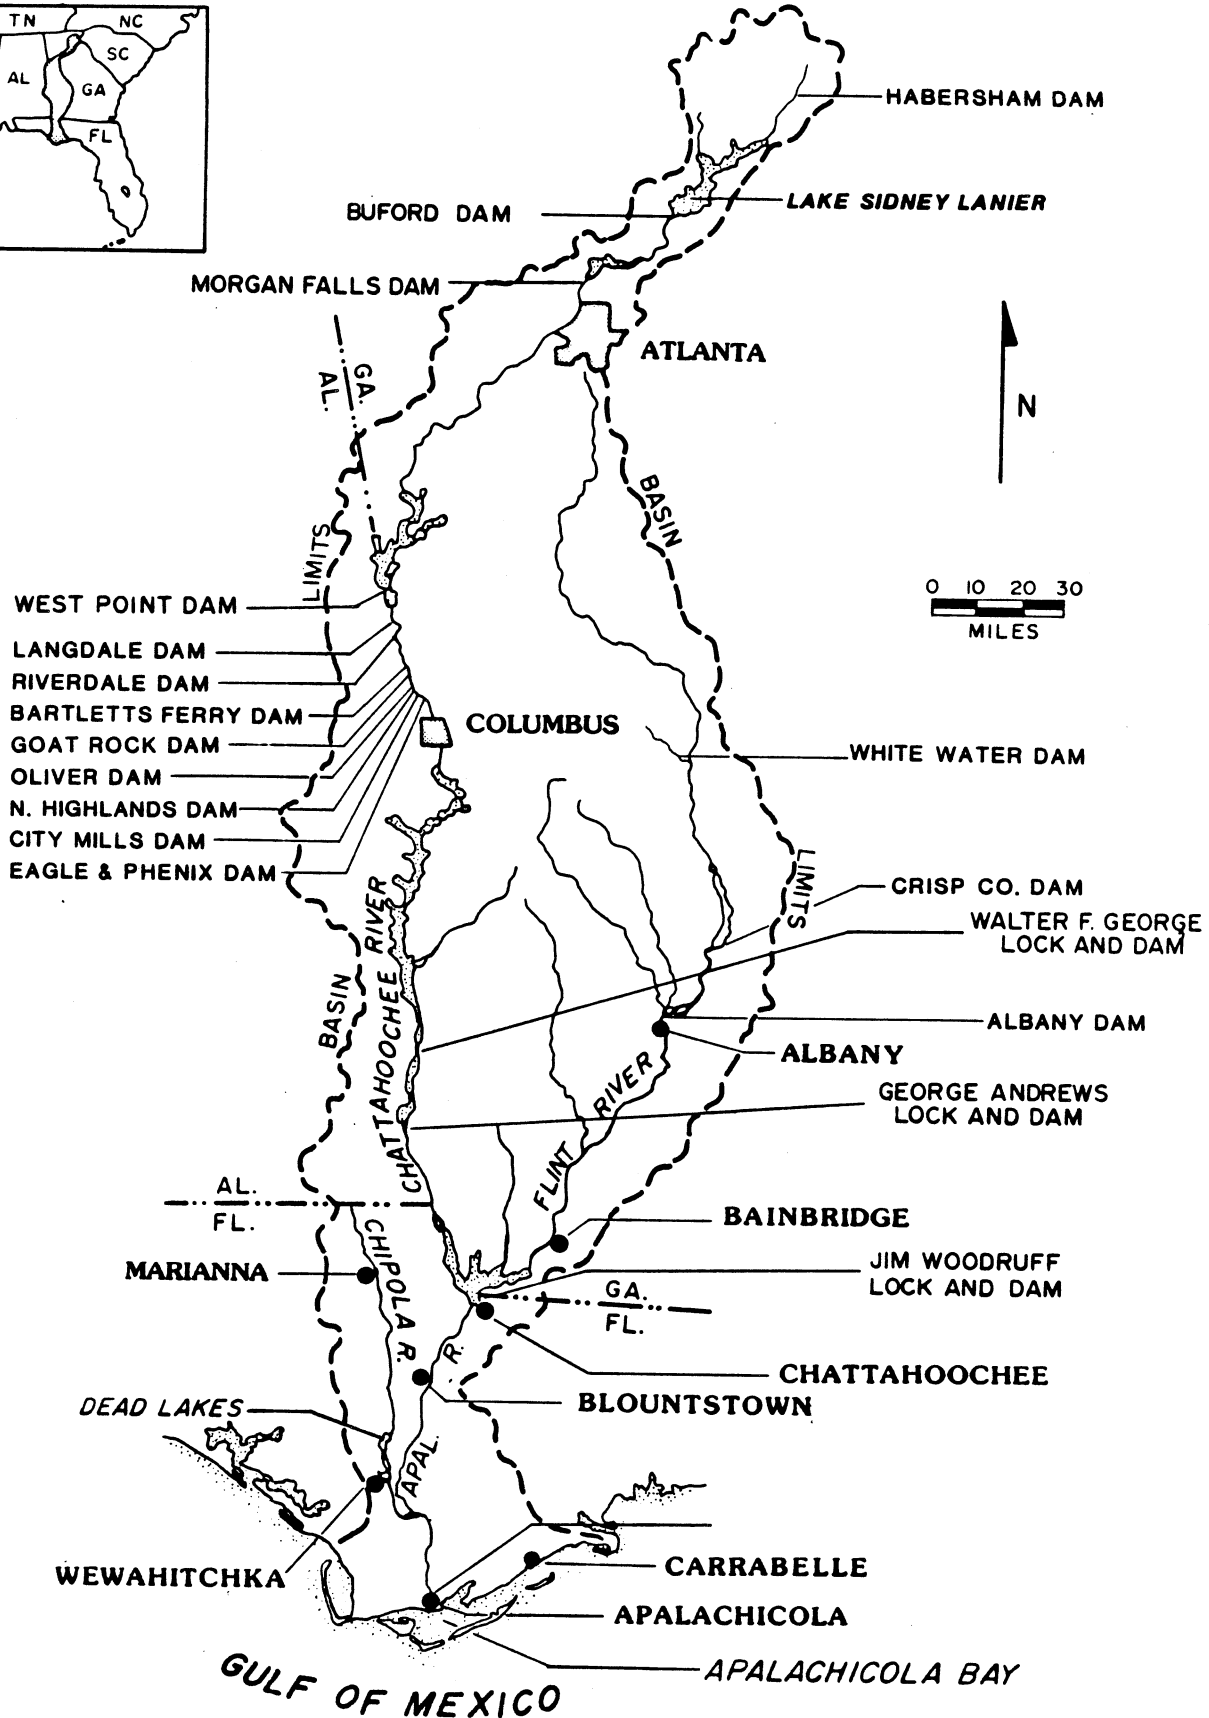 TN
NC
SC
AL
GA
FL
HABERSHAM DAM
LAKE SIDNEY LANIER
BUFORD DAM
MORGAN FALLS DAM
ATLANTA
GA.
AL.
N
BASIN
LIMITS
0 10 20 30
MILES
WEST POINT DAM
LANGDALE DAM
RIVERDALE DAM
BARTLETTS FERRY DAM
GOAT ROCK DAM
OLIVER DAM
N. HIGHLANDS DAM
CITY MILLS DAM
EAGLE & PHENIX DAM
COLUMBUS
WHITE WATER DAM
LIMITS
CRISP CO. DAM
WALTER F. GEORGE
LOCK AND DAM
CHATTAHOOCHEE RIVER
BASIN
ALBANY DAM
ALBANY
GEORGE ANDREWS
LOCK AND DAM
FLINT RIVER
AL.
FL.
BAINBRIDGE
MARIANNA
CHIPOLA R.
JIM WOODRUFF
LOCK AND DAM
GA.
FL.
CHATTAHOOCHEE
BLOUNTSTOWN
DEAD LAKES
APAL. R.
WEWAHITCHKA
CARRABELLE
APALACHICOLA
APALACHICOLA BAY
GULF OF MEXICO